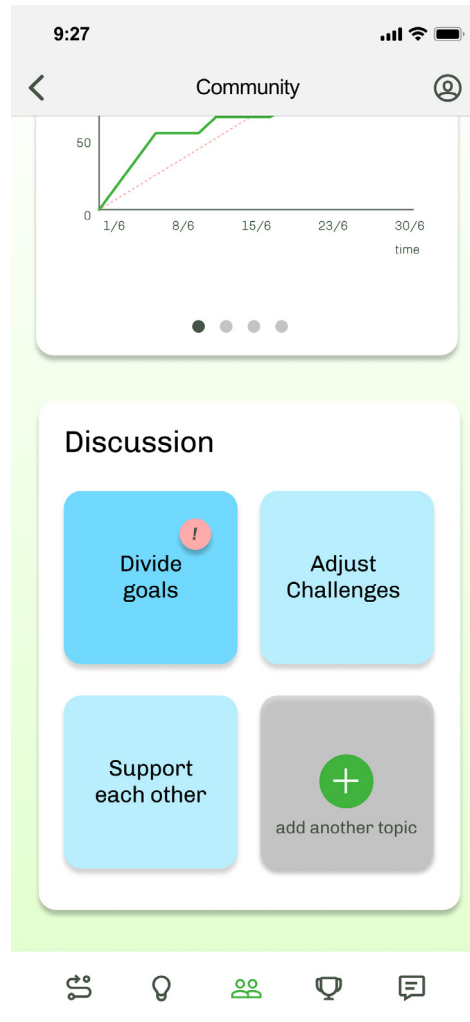 9:27
Community
50
0
1/6 8/6 15/6 23/6 30/6
time
Discussion
!
Divide
goals
Adjust
Challenges
Support
each other
add another topic